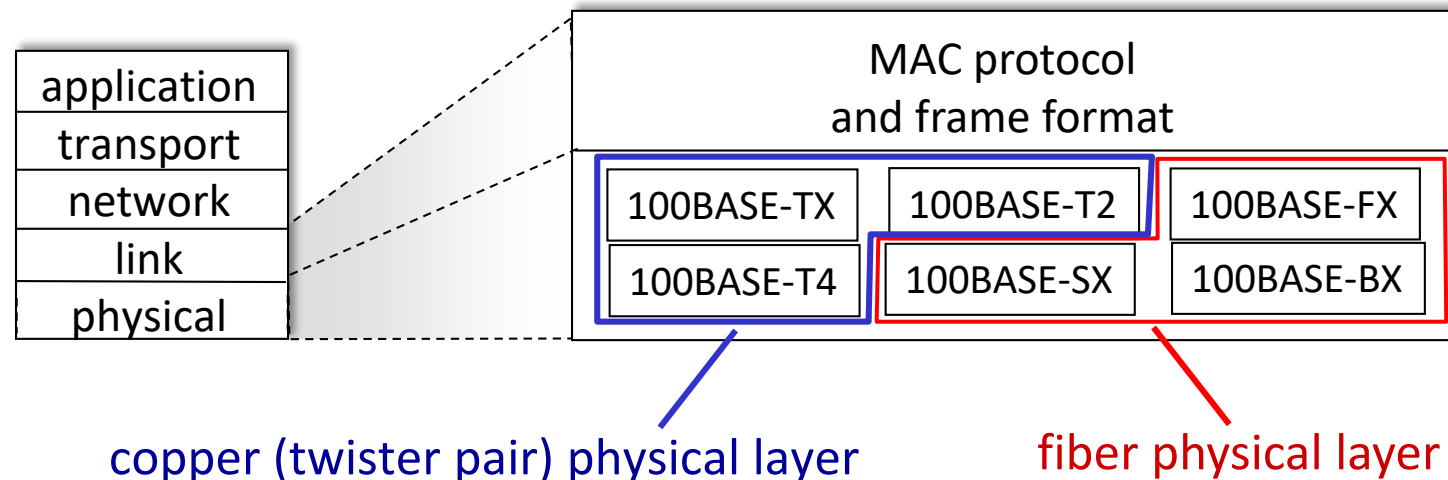 application
transport
network
link
physical
MAC protocol
and frame format
100BASE-TX
100BASE-T2
100BASE-FX
100BASE-T4
100BASE-SX
100BASE-BX
copper (twister pair) physical layer
fiber physical layer